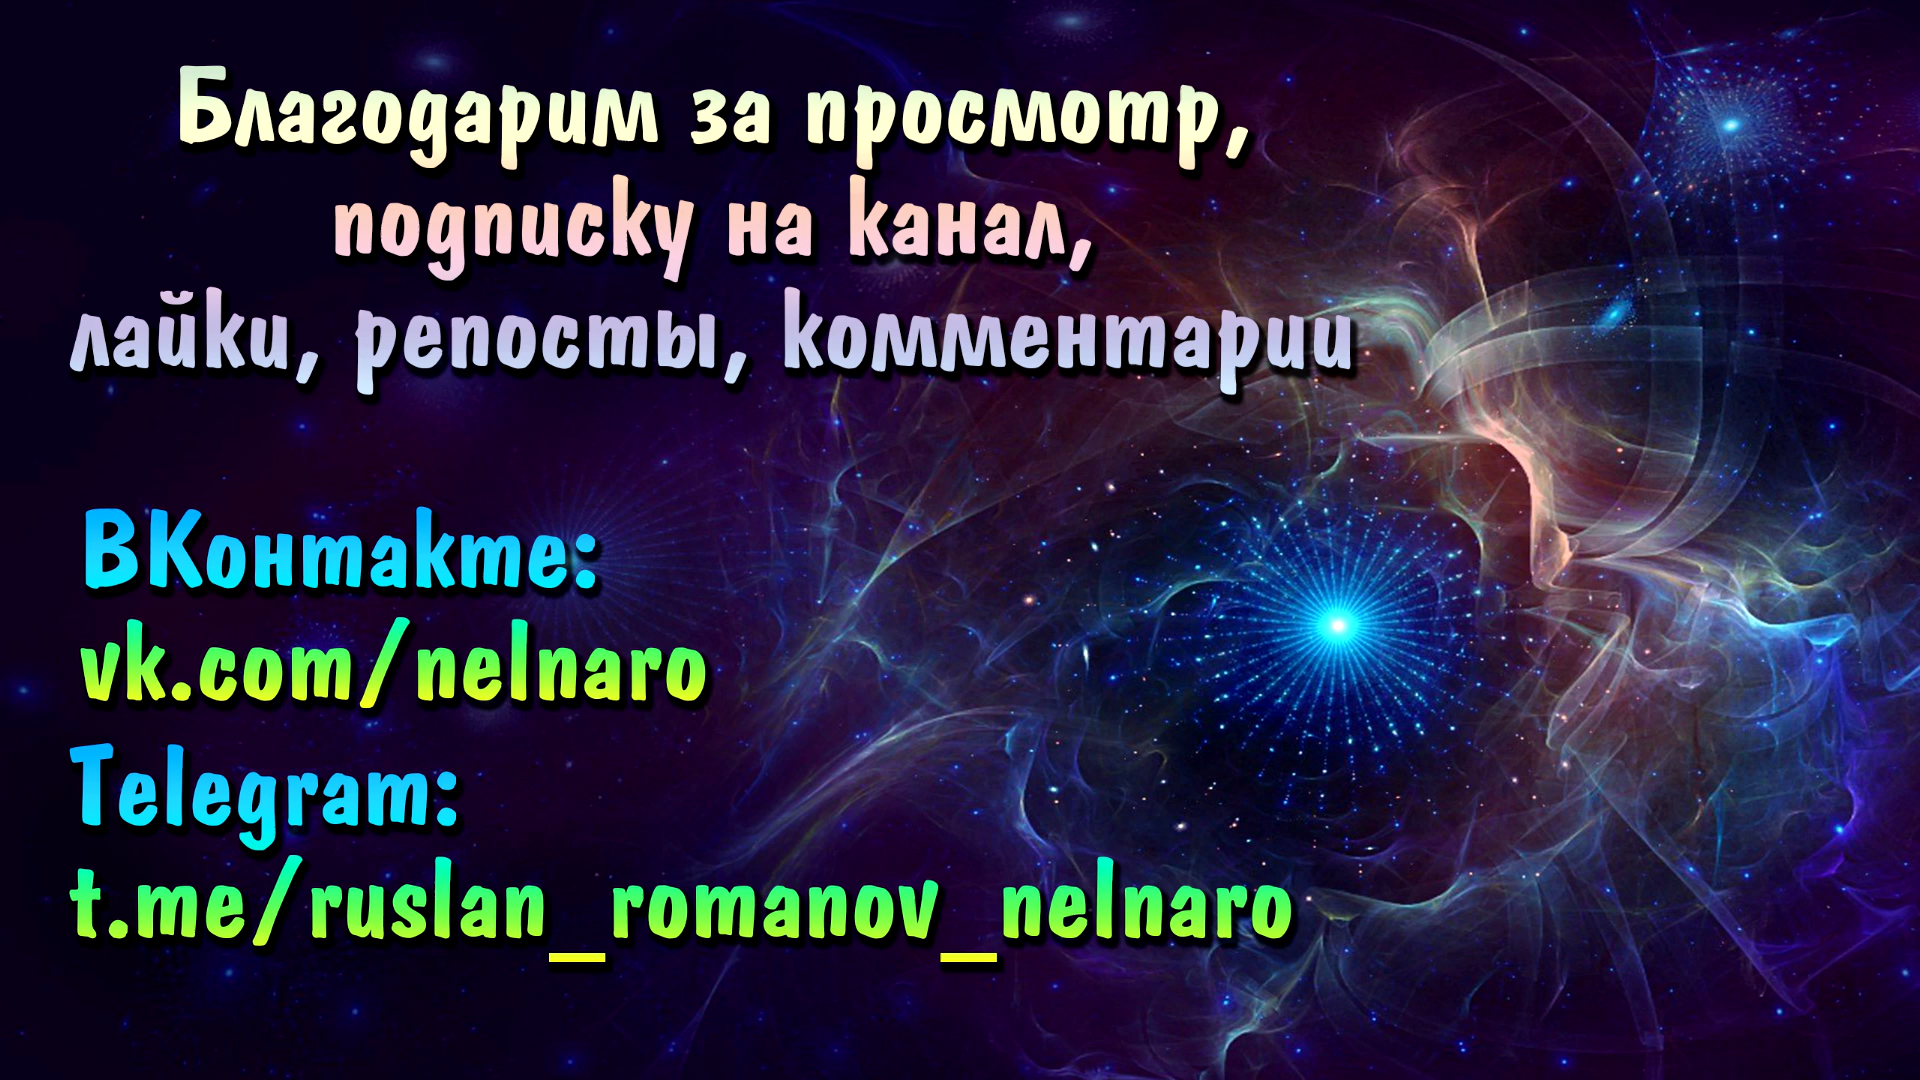 Благодарим за просмотр,
подписку на канал,
лайки, репосты, комментарии
ВКонтакте:
vk.com/nelnaro
Telegram:
t.me/ruslan_romanov_nelnaro